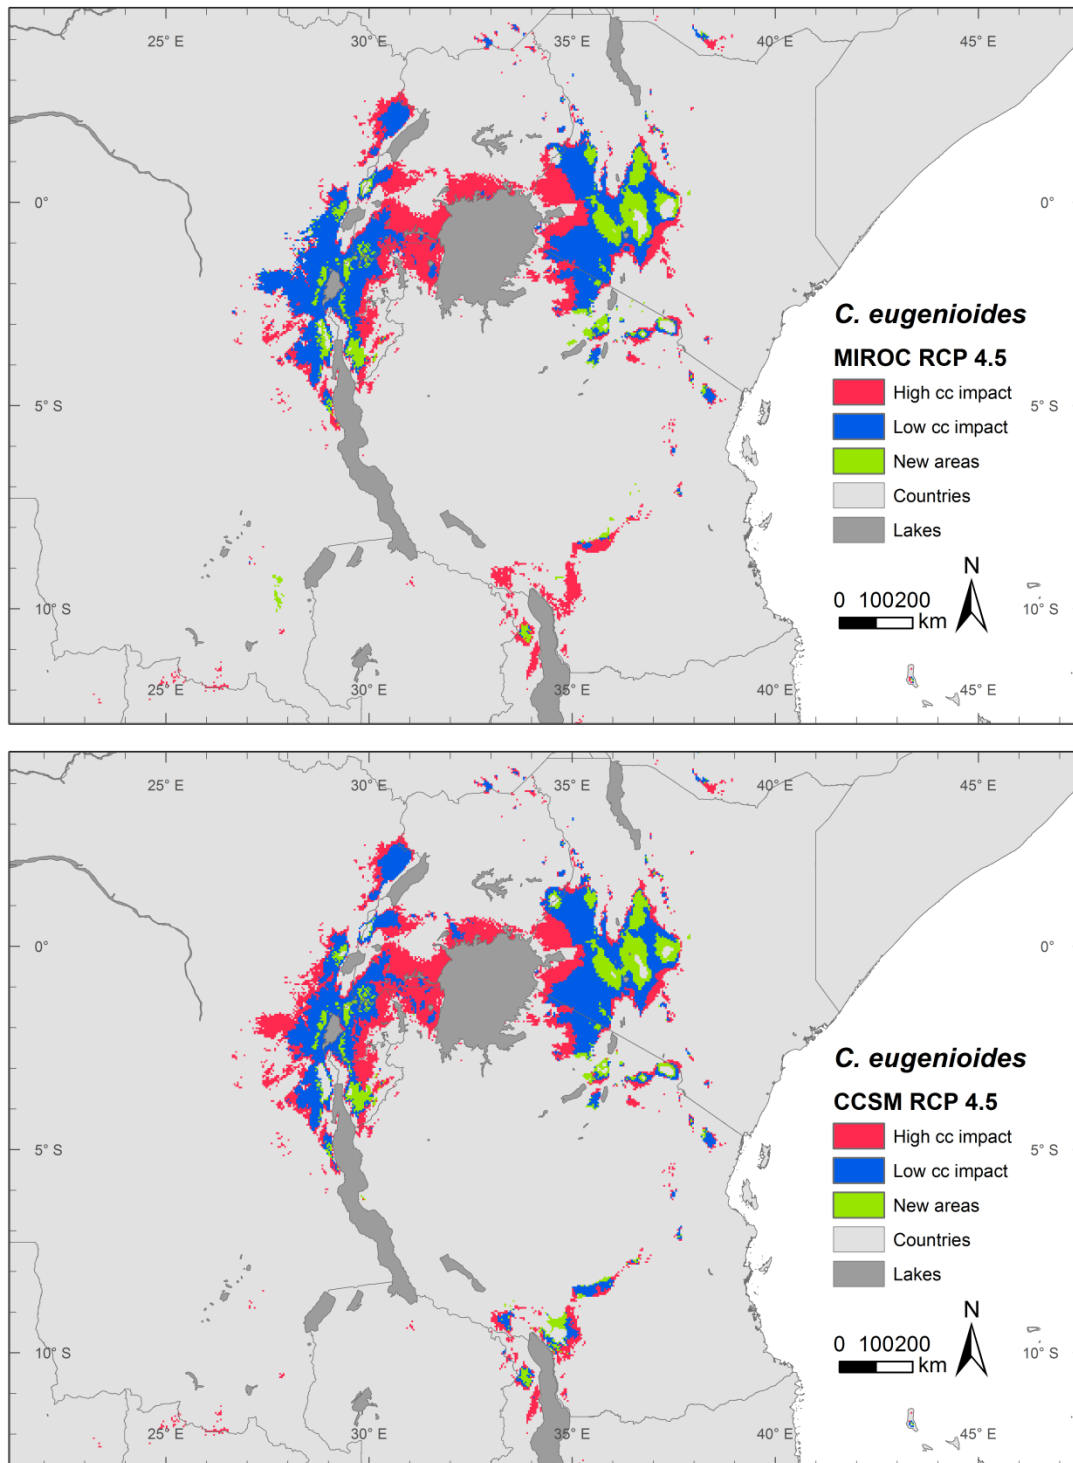 25° E 30° E 35° E 40° E 45° E
0° 0°
C. eugenioides
MIROC RCP 4.5
High cc impact
5° S 5° S
Low cc impact
New areas
Countries
Lakes
N
0 100200
km
10° S 10° S
25° E 30° E 35° E 40° E 45° E
25° E 30° E 35° E 40° E 45° E
0° 0°
C. eugenioides
CCSM RCP 4.5
High cc impact
5° S 5° S
Low cc impact
New areas
Countries
Lakes
N
0 100200
km
10° S 10° S
25° E 30° E 35° E 40° E 45° E